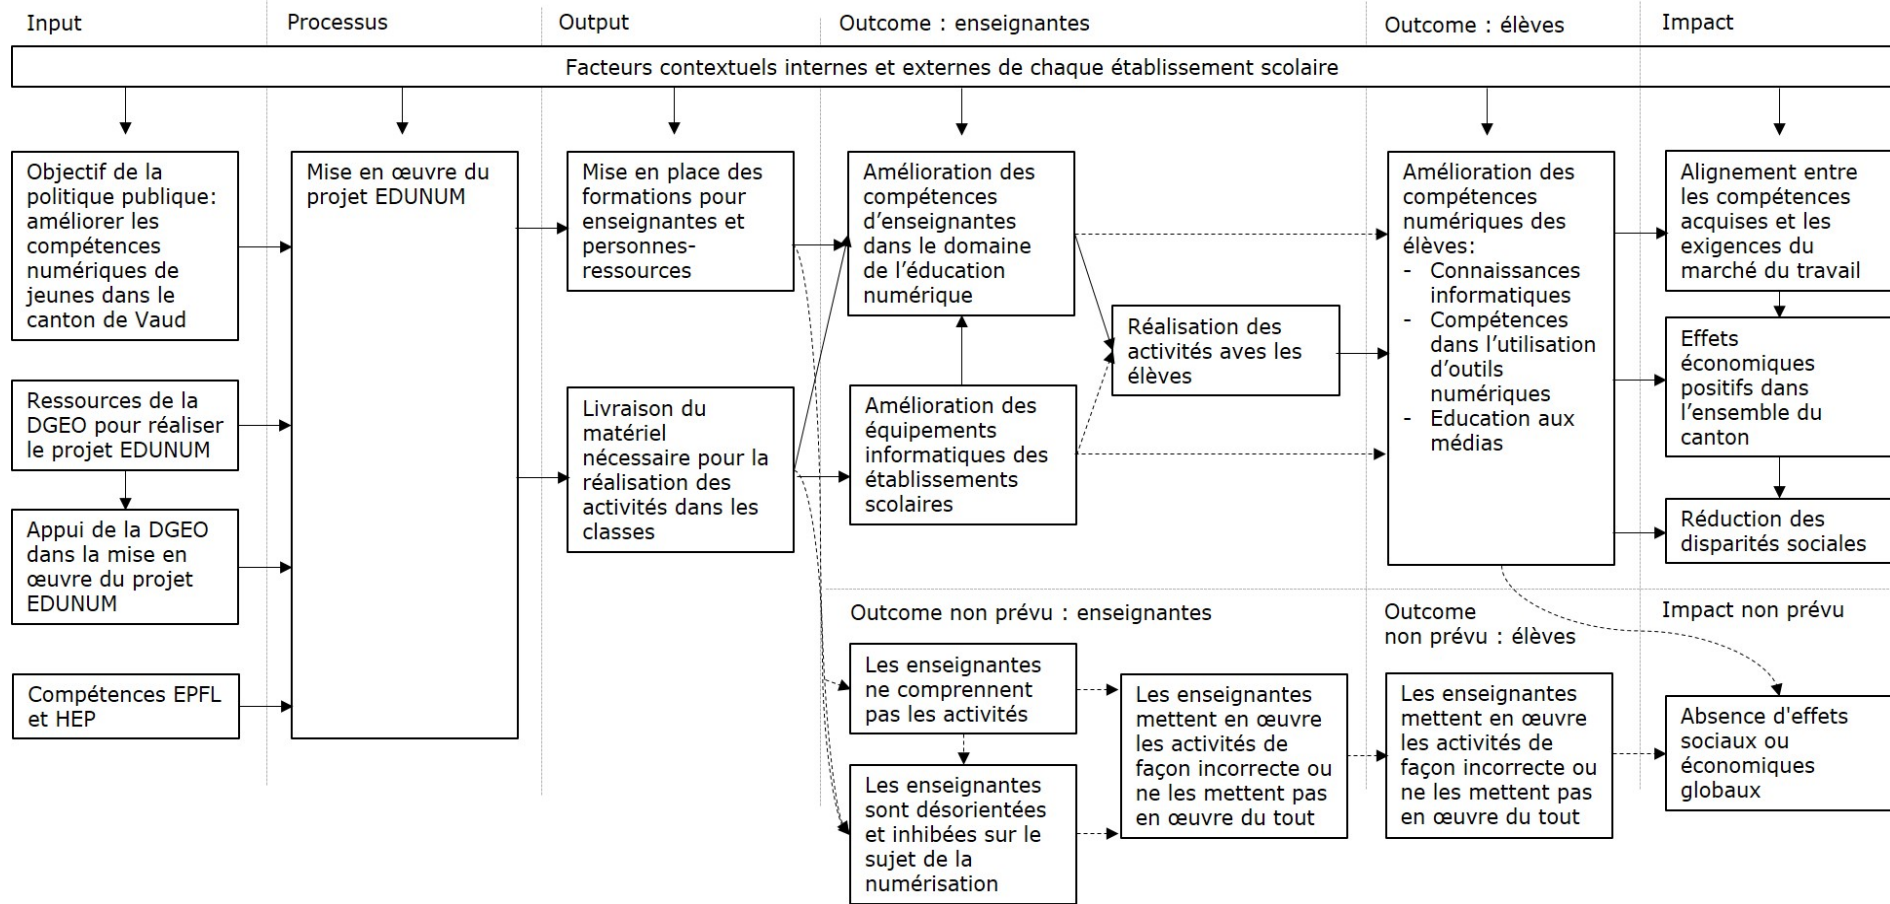 Input
Processus
Output
Outcome : enseignantes
Outcome : élèves
Impact
Facteurs contextuels internes et externes de chaque établissement scolaire
Objectif de la
politique publique:
améliorer les
compétences
numériques de
jeunes dans le
canton de Vaud
Ressources de la
DGEO pour réaliser
le projet EDUNUM
Appui de la DGEO
dans la mise en
œuvre du projet
EDUNUM
Compétences EPFL
et HEP
Mise en œuvre du
projet EDUNUM
Mise en place des
formations pour
enseignantes et
personnes-
ressources
Livraison du
matériel
nécessaire pour la
réalisation des
activités dans les
classes
Amélioration des
compétences
d’enseignantes
dans le domaine
de l’éducation
numérique
Amélioration des
équipements
informatiques des
établissements
scolaires
Réalisation des
activités aves les
élèves
Amélioration des
compétences
numériques des
élèves:
- Connaissances
informatiques
- Compétences
dans l’utilisation
d’outils
numériques
- Education aux
médias
Alignement entre
les compétences
acquises et les
exigences du
marché du travail
Effets
économiques
positifs dans
l’ensemble du
canton
Réduction des
disparités sociales
Outcome non prévu : enseignantes
Les enseignantes
ne comprennent
pas les activités
Les enseignantes
sont désorientées
et inhibées sur le
sujet de la
numérisation
Les enseignantes
mettent en œuvre
les activités de
façon incorrecte ou
ne les mettent pas
en œuvre du tout
Outcome
non prévu : élèves
Les enseignantes
mettent en œuvre
les activités de
façon incorrecte ou
ne les mettent pas
en œuvre du tout
Impact non prévu
Absence d'effets
sociaux ou
économiques
globaux